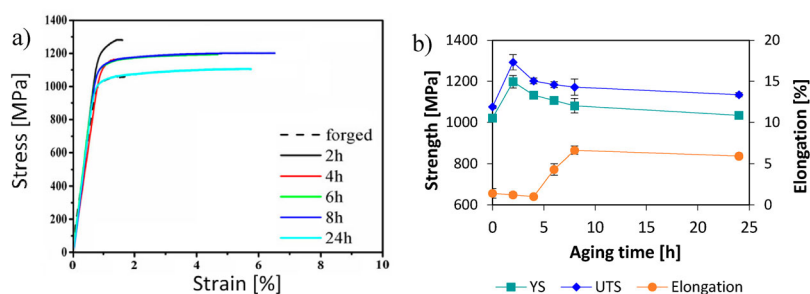 a)
Stress [MPa]
1400
1200
1000
800
600
400
200
0
0 2 4 6 8 10
Strain [%]
forged
2h
4h
6h
8h
24h
b)
Strength [MPa]
1400
1200
1000
800
600
20
15
10
5
0
Elongation [%]
0 5 10 15 20 25
Aging time [h]
YS UTS Elongation